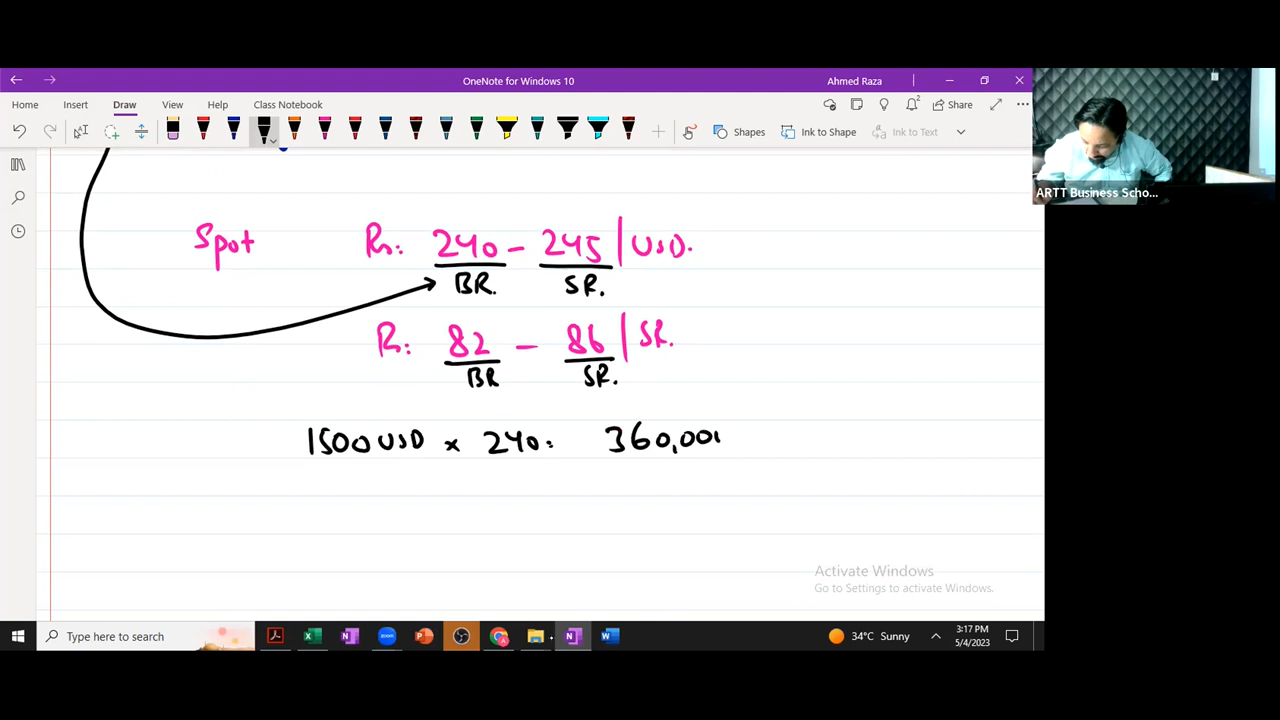 OneNote for Windows 10
Ahmed Raza
Home Insert Draw View Help Class Notebook
Share
Shapes Ink to Shape Ink to Text
ARTT Business Scho...
Spot Rs: 240 - 245 | USD.
BR. SR.
Rs: 82 - 86 | SR.
BR SR.
1500 USD x 240: 360,000
Activate Windows
Go to Settings to activate Windows.
Type here to search
34°C Sunny
3:17 PM
5/4/2023